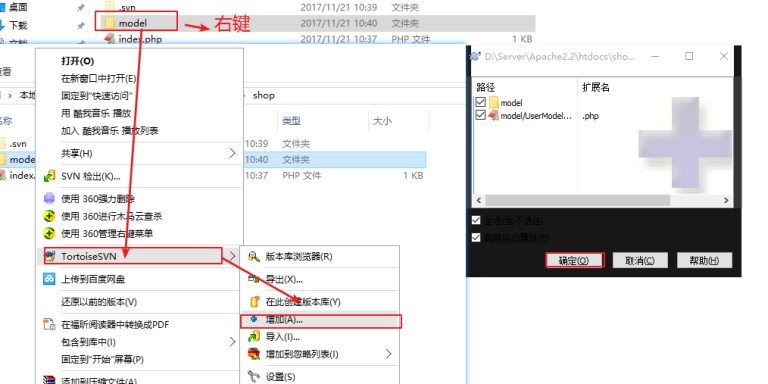 桌面
.svn
2017/11/21 10:39
文件夹
下载
model
2017/11/21 10:40
文件夹
右键
文档
index.php
2017/11/21 10:37
PHP 文件
1 KB
查看
shop
名称
类型
大小
.svn
10:39
文件夹
mode
10:40
文件夹
index.
10:37
PHP 文件
1 KB
打开(O)
在新窗口中打开(E)
固定到"快速访问"
用 酷我音乐 播放
加入 酷我音乐 播放列表
共享(H)
SVN 检出(K)...
使用 360强力删除
使用 360进行木马云查杀
使用 360管理右键菜单
TortoiseSVN
上传到百度网盘
还原以前的版本(V)
在福昕阅读器中转换成PDF
包含到库中(I)
固定到"开始"屏幕(P)
添加到压缩文件(A)...
版本库浏览器(R)
导出(X)...
在此创建版本库(Y)
增加(A)...
导入(I)...
增加到忽略列表(I)
设置(S)
D:\Server\Apache2.2\htdocs\sho...
路径
扩展名
model
model/UserModel...
.php
全选/全不选(A)
启用自动属性(P)
确定(O)
取消(C)
帮助(H)